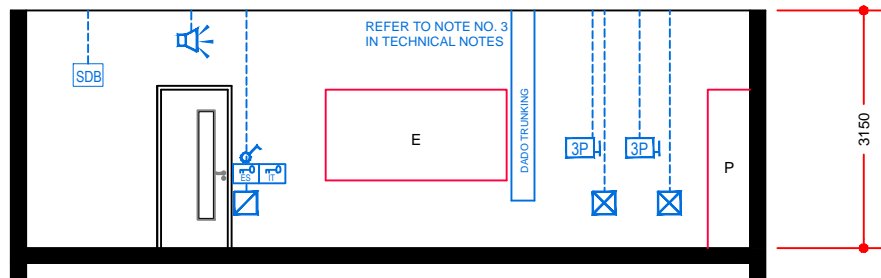 REFER TO NOTE NO. 3
IN TECHNICAL NOTES
SDB
DADO TRUNKING
E
3P
3P
P
ES
IT
3150